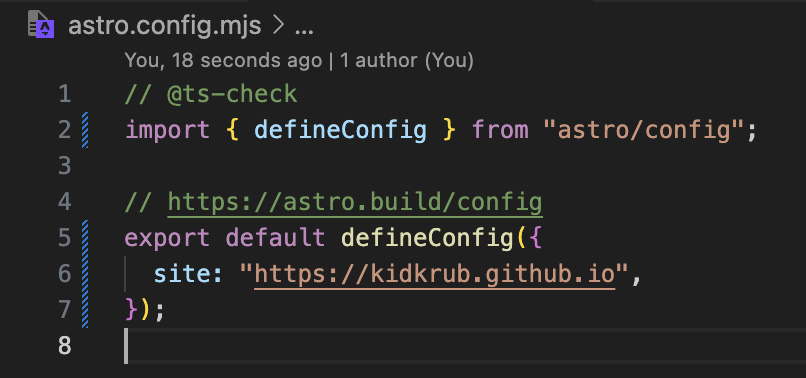 astro.config.mjs > ...
You, 18 seconds ago | 1 author (You)
1 // @ts-check
2 import { defineConfig } from "astro/config";
3
4 // https://astro.build/config
5 export default defineConfig({
6   site: "https://kidkrub.github.io",
7 });
8